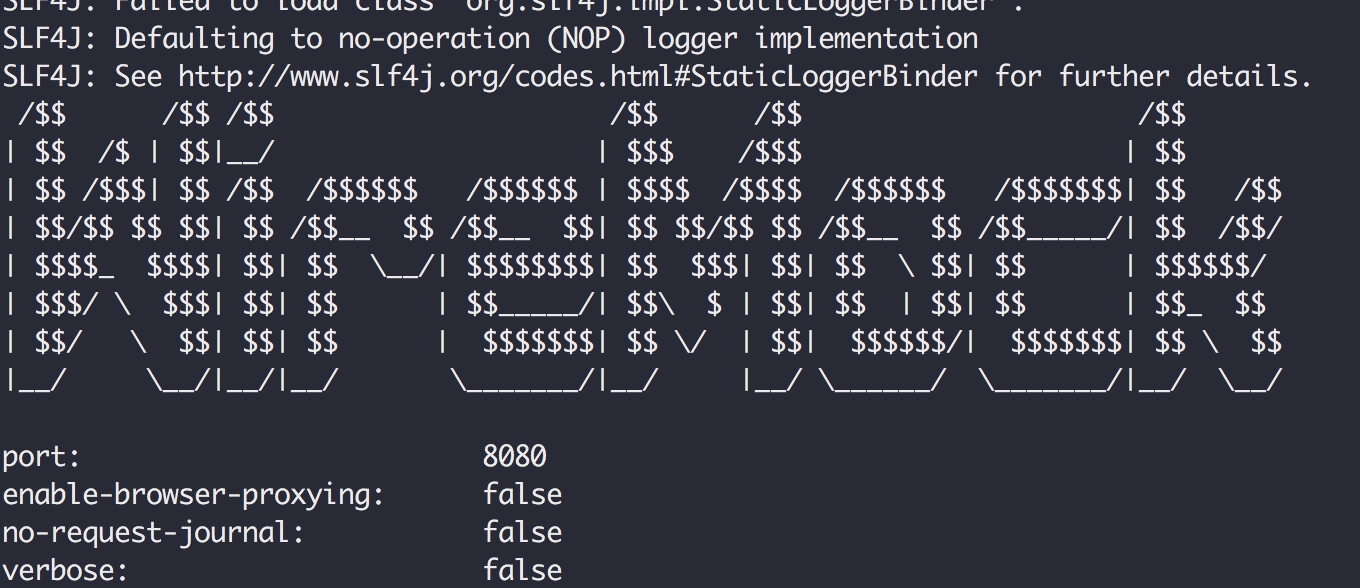 SLF4J: Failed to load class "org.slf4j.impl.StaticLoggerBinder".
SLF4J: Defaulting to no-operation (NOP) logger implementation
SLF4J: See http://www.slf4j.org/codes.html#StaticLoggerBinder for further details.
 /$$      /$$ /$$                     /$$      /$$                     /$$
| $$  /$ | $$|__/                    | $$$    /$$$                    | $$
| $$ /$$$| $$ /$$  /$$$$$$   /$$$$$$ | $$$$  /$$$$  /$$$$$$   /$$$$$$$| $$   /$$
| $$/$$ $$ $$| $$ /$$__  $$ /$$__  $$| $$ $$/$$ $$ /$$__  $$ /$$_____/| $$  /$$/
| $$$$_  $$$$| $$| $$  \__/| $$$$$$$$| $$  $$$| $$| $$  \ $$| $$      | $$$$$$/
| $$$/ \  $$$| $$| $$      | $$_____/| $$\  $ | $$| $$  | $$| $$      | $$_  $$
| $$/   \  $$| $$| $$      |  $$$$$$$| $$ \/  | $$|  $$$$$$/|  $$$$$$$| $$ \  $$
|__/     \__/|__/|__/       \_______/|__/     |__/ \______/  \_______/|__/  \__/
port:                         8080
enable-browser-proxying:      false
no-request-journal:           false
verbose:                      false